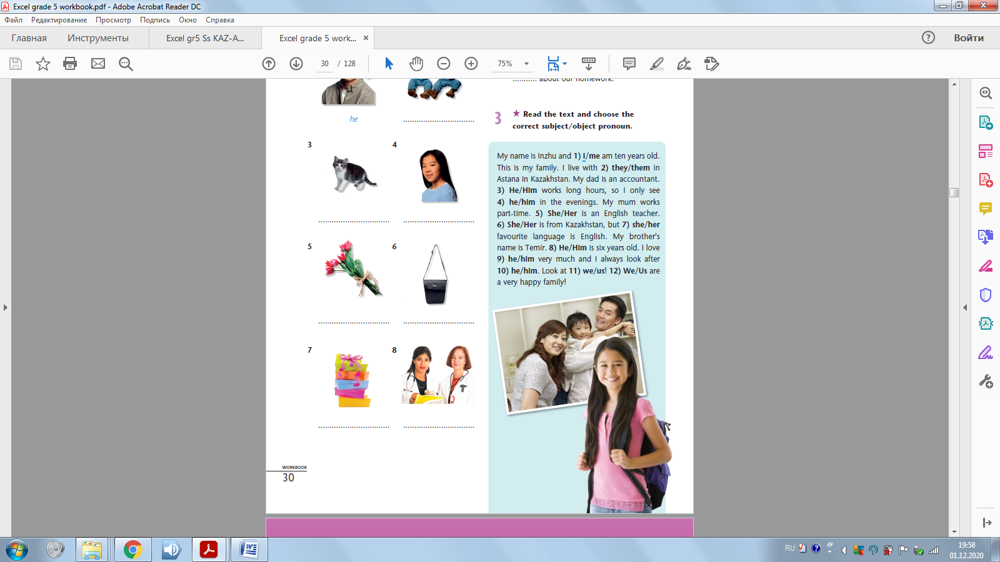 Excel grade 5 workbook.pdf - Adobe Acrobat Reader DC
Файл Редактирование Просмотр Подпись Окно Справка
Главная Инструменты Excel gr5 Ss KAZ-A... Excel grade 5 work... Войти
30 / 128 75%
.......... about our homework.
he ................................
3 ★ Read the text and choose the
correct subject/object pronoun.
3 4
................................ ................................
5 6
................................ ................................
7 8
................................ ................................
My name is Inzhu and 1) I/me am ten years old.
This is my family. I live with 2) they/them in
Astana in Kazakhstan. My dad is an accountant.
3) He/Him works long hours, so I only see
4) he/him in the evenings. My mum works
part-time. 5) She/Her is an English teacher.
6) She/Her is from Kazakhstan, but 7) she/her
favourite language is English. My brother's
name is Temir. 8) He/Him is six years old. I love
9) he/him very much and I always look after
10) he/him. Look at 11) we/us! 12) We/Us are
a very happy family!
WORKBOOK
30
RU
19:58
01.12.2020